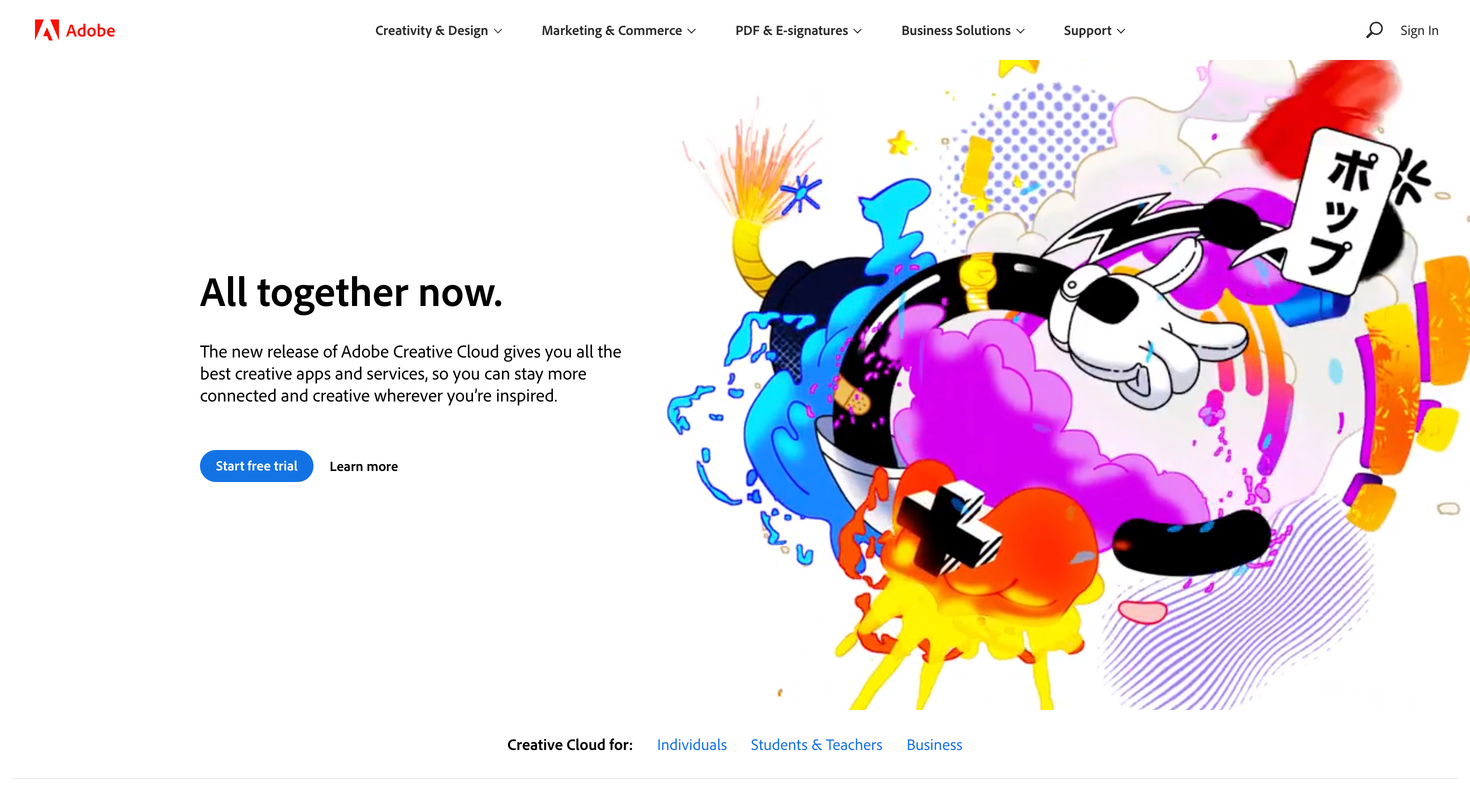 Adobe
Creativity & Design
Marketing & Commerce
PDF & E-signatures
Business Solutions
Support
Sign In
All together now.
The new release of Adobe Creative Cloud gives you all the
best creative apps and services, so you can stay more
connected and creative wherever you’re inspired.
Start free trial
Learn more
ポップ
Creative Cloud for:
Individuals
Students & Teachers
Business